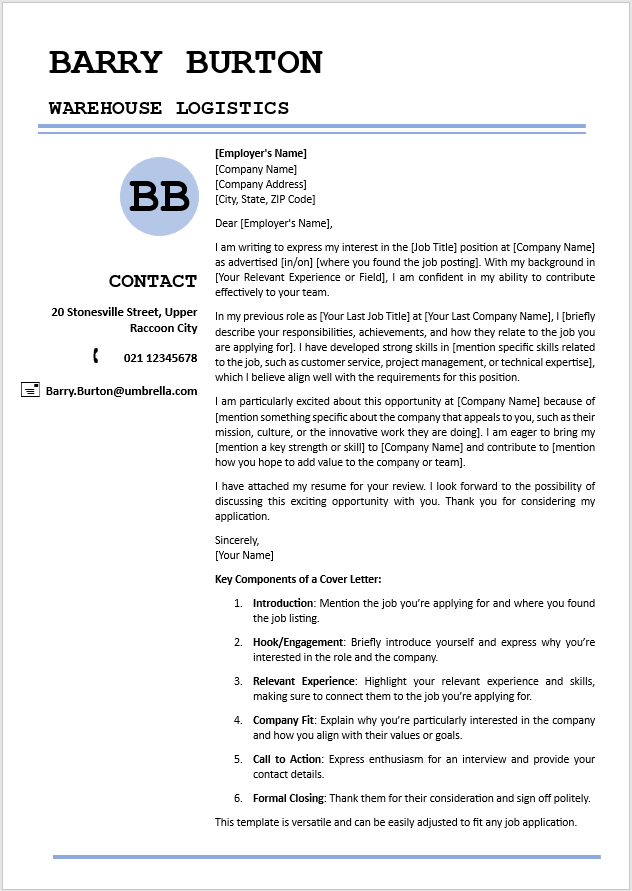 BARRY BURTON
WAREHOUSE LOGISTICS
BB
CONTACT
20 Stonesville Street, Upper
Raccoon City
021 12345678
Barry.Burton@umbrella.com
[Employer's Name]
[Company Name]
[Company Address]
[City, State, ZIP Code]
Dear [Employer's Name],
I am writing to express my interest in the [Job Title] position at [Company Name]
as advertised [in/on] [where you found the job posting]. With my background in
[Your Relevant Experience or Field], I am confident in my ability to contribute
effectively to your team.
In my previous role as [Your Last Job Title] at [Your Last Company Name], I [briefly
describe your responsibilities, achievements, and how they relate to the job you
are applying for]. I have developed strong skills in [mention specific skills related
to the job, such as customer service, project management, or technical expertise],
which I believe align well with the requirements for this position.
I am particularly excited about this opportunity at [Company Name] because of
[mention something specific about the company that appeals to you, such as their
mission, culture, or the innovative work they are doing]. I am eager to bring my
[mention a key strength or skill] to [Company Name] and contribute to [mention
how you hope to add value to the company or team].
I have attached my resume for your review. I look forward to the possibility of
discussing this exciting opportunity with you. Thank you for considering my
application.
Sincerely,
[Your Name]
Key Components of a Cover Letter:
1. Introduction: Mention the job you're applying for and where you found
the job listing.
2. Hook/Engagement: Briefly introduce yourself and express why you're
interested in the role and the company.
3. Relevant Experience: Highlight your relevant experience and skills,
making sure to connect them to the job you're applying for.
4. Company Fit: Explain why you're particularly interested in the company
and how you align with their values or goals.
5. Call to Action: Express enthusiasm for an interview and provide your
contact details.
6. Formal Closing: Thank them for their consideration and sign off politely.
This template is versatile and can be easily adjusted to fit any job application.